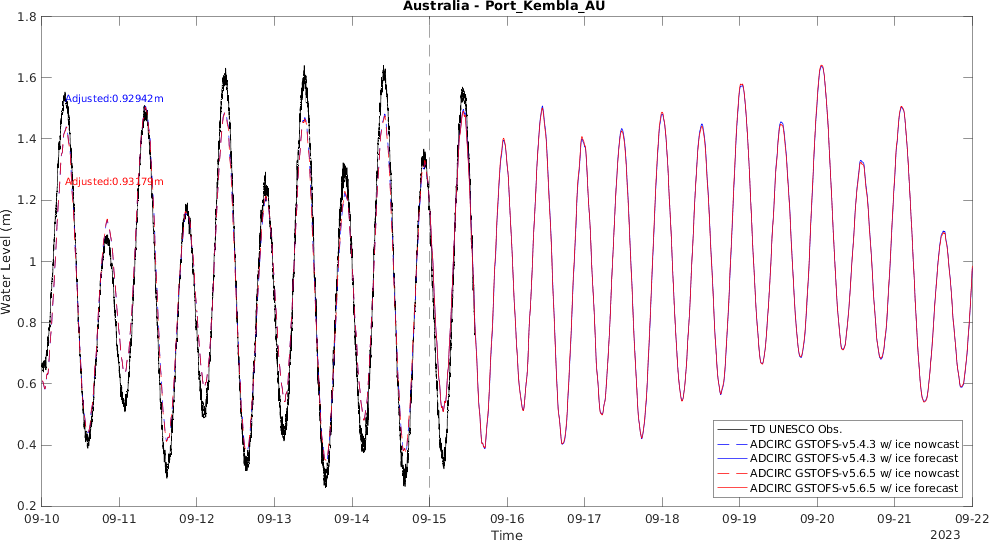 Australia - Port_Kembla_AU
1.8
1.6
1.4
1.2
1
0.8
0.6
0.4
0.2
Water Level (m)
Adjusted:0.92942m
Adjusted:0.93179m
TD UNESCO Obs.
ADCIRC GSTOFS-v5.4.3 w/ ice nowcast
ADCIRC GSTOFS-v5.4.3 w/ ice forecast
ADCIRC GSTOFS-v5.6.5 w/ ice nowcast
ADCIRC GSTOFS-v5.6.5 w/ ice forecast
09-10 09-11 09-12 09-13 09-14 09-15 09-16 09-17 09-18 09-19 09-20 09-21 09-22
Time
2023